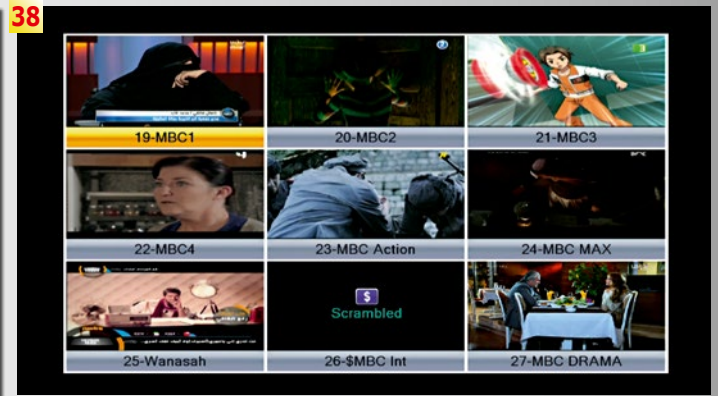 38
19-MBC1
20-MBC2
21-MBC3
22-MBC4
23-MBC Action
24-MBC MAX
$
Scrambled
25-Wanasah
26-$MBC Int
27-MBC DRAMA